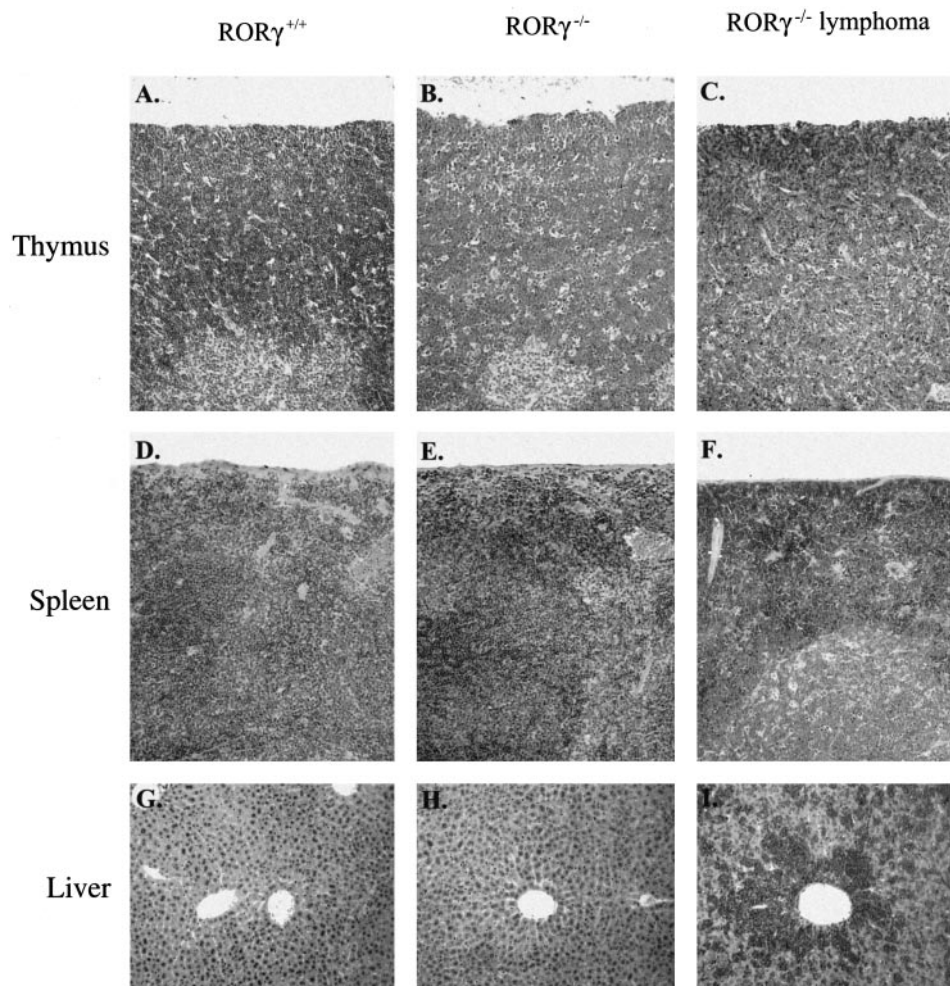 RORγ+/+ RORγ-/- RORγ-/- lymphoma
A. B. C.
Thymus
D. E. F.
Spleen
G. H. I.
Liver